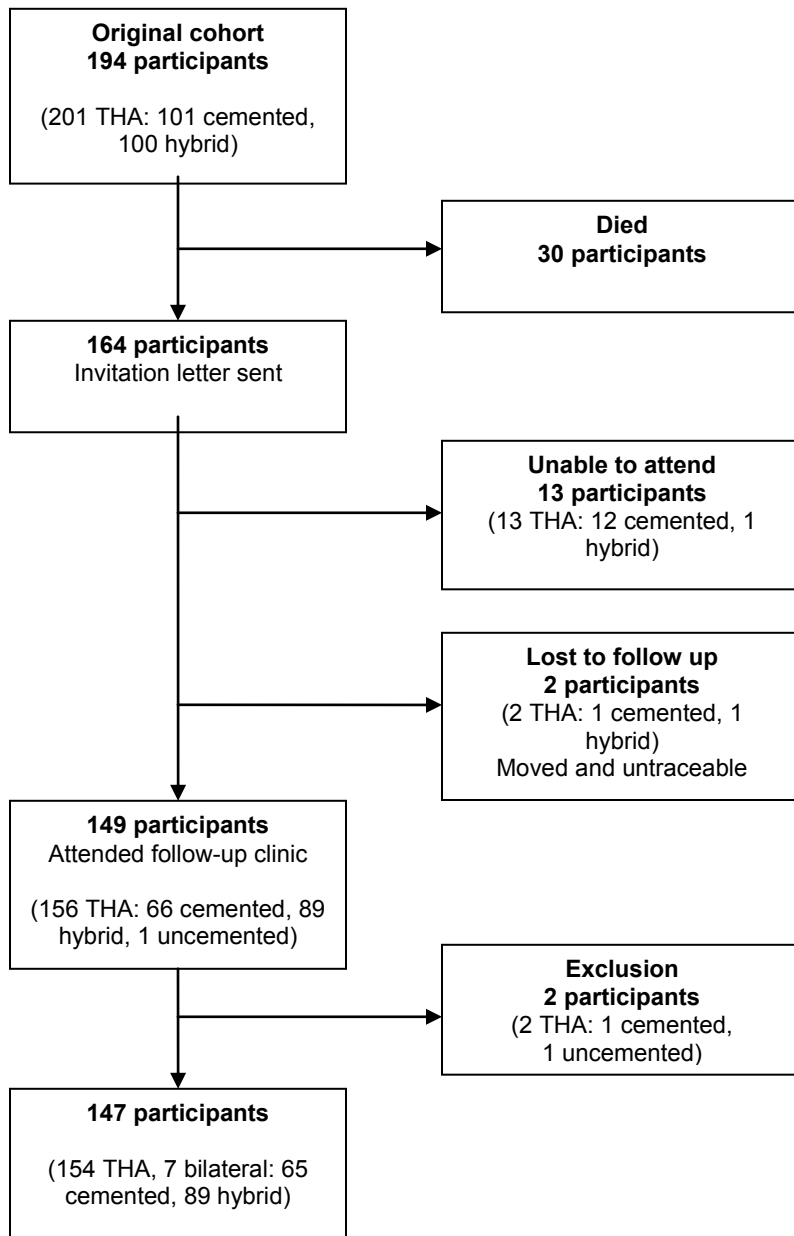 Original cohort
194 participants
(201 THA: 101 cemented,
100 hybrid)
Died
30 participants
164 participants
Invitation letter sent
Unable to attend
13 participants
(13 THA: 12 cemented, 1
hybrid)
Lost to follow up
2 participants
(2 THA: 1 cemented, 1
hybrid)
Moved and untraceable
149 participants
Attended follow-up clinic
(156 THA: 66 cemented, 89
hybrid, 1 uncemented)
Exclusion
2 participants
(2 THA: 1 cemented,
1 uncemented)
147 participants
(154 THA, 7 bilateral: 65
cemented, 89 hybrid)